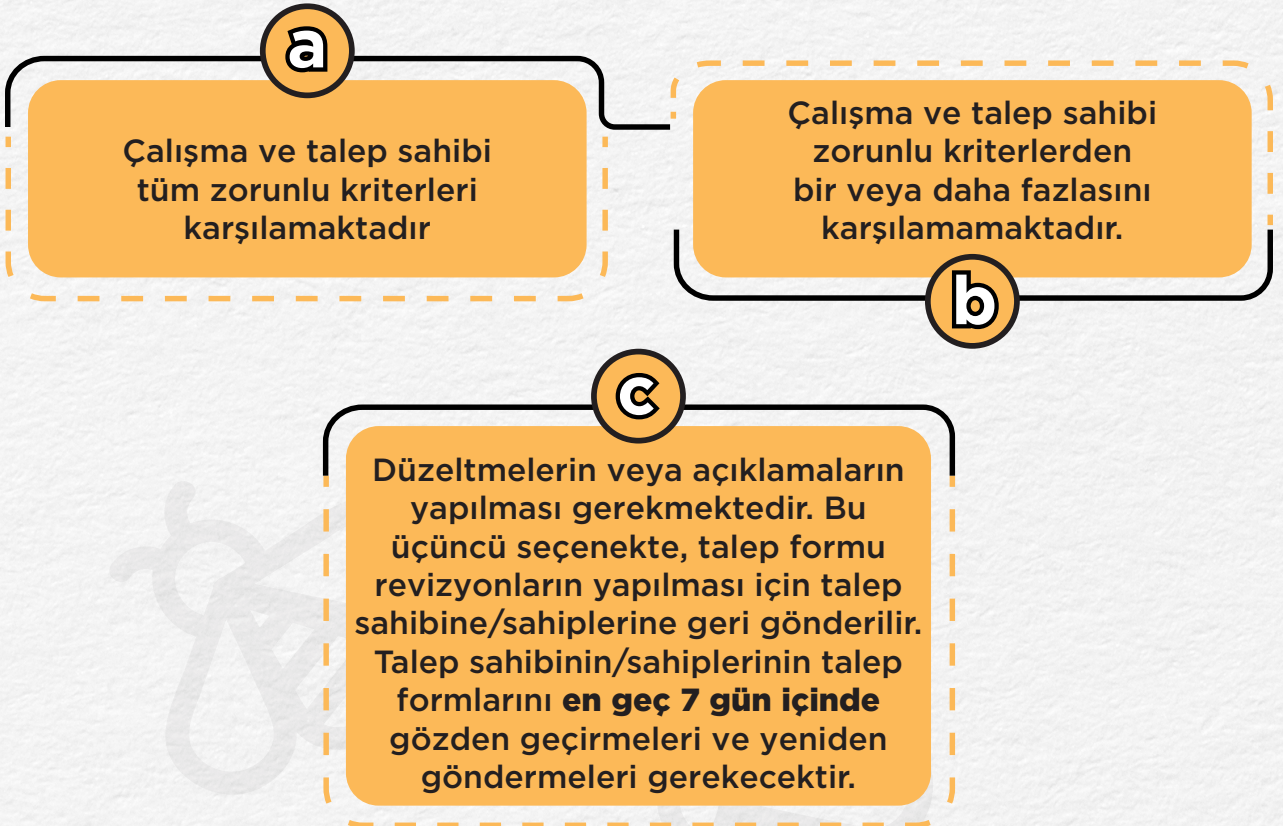 a
Çalışma ve talep sahibi
tüm zorunlu kriterleri
karşılamaktadır
Çalışma ve talep sahibi
zorunlu kriterlerden
bir veya daha fazlasını
karşılamamaktadır.
b
c
Düzeltmelerin veya açıklamaların
yapılması gerekmektedir. Bu
üçüncü seçenekte, talep formu
revizyonların yapılması için talep
sahibine/sahiplerine geri gönderilir.
Talep sahibinin/sahiplerinin talep
formlarını en geç 7 gün içinde
gözden geçirmeleri ve yeniden
göndermeleri gerekecektir.